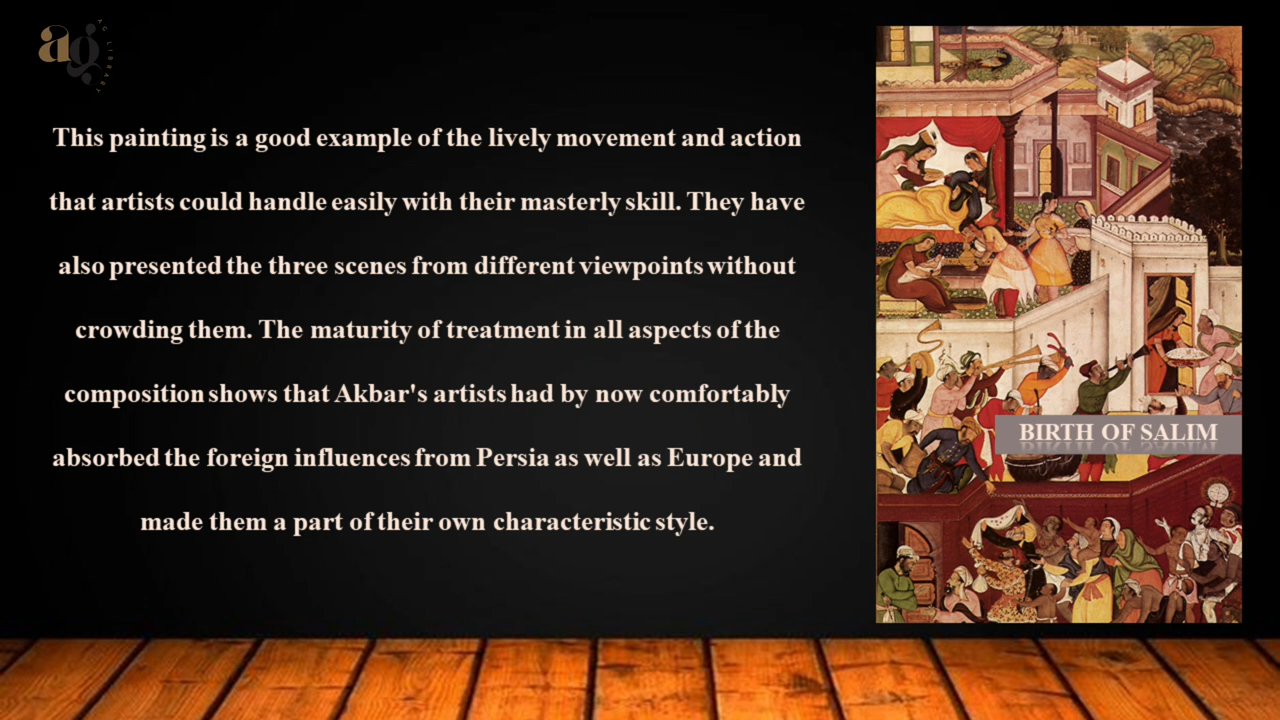 ag
AG LIBRARY
This painting is a good example of the lively movement and action
that artists could handle easily with their masterly skill. They have
also presented the three scenes from different viewpoints without
crowding them. The maturity of treatment in all aspects of the
composition shows that Akbar's artists had by now comfortably
absorbed the foreign influences from Persia as well as Europe and
made them a part of their own characteristic style.
BIRTH OF SALIM